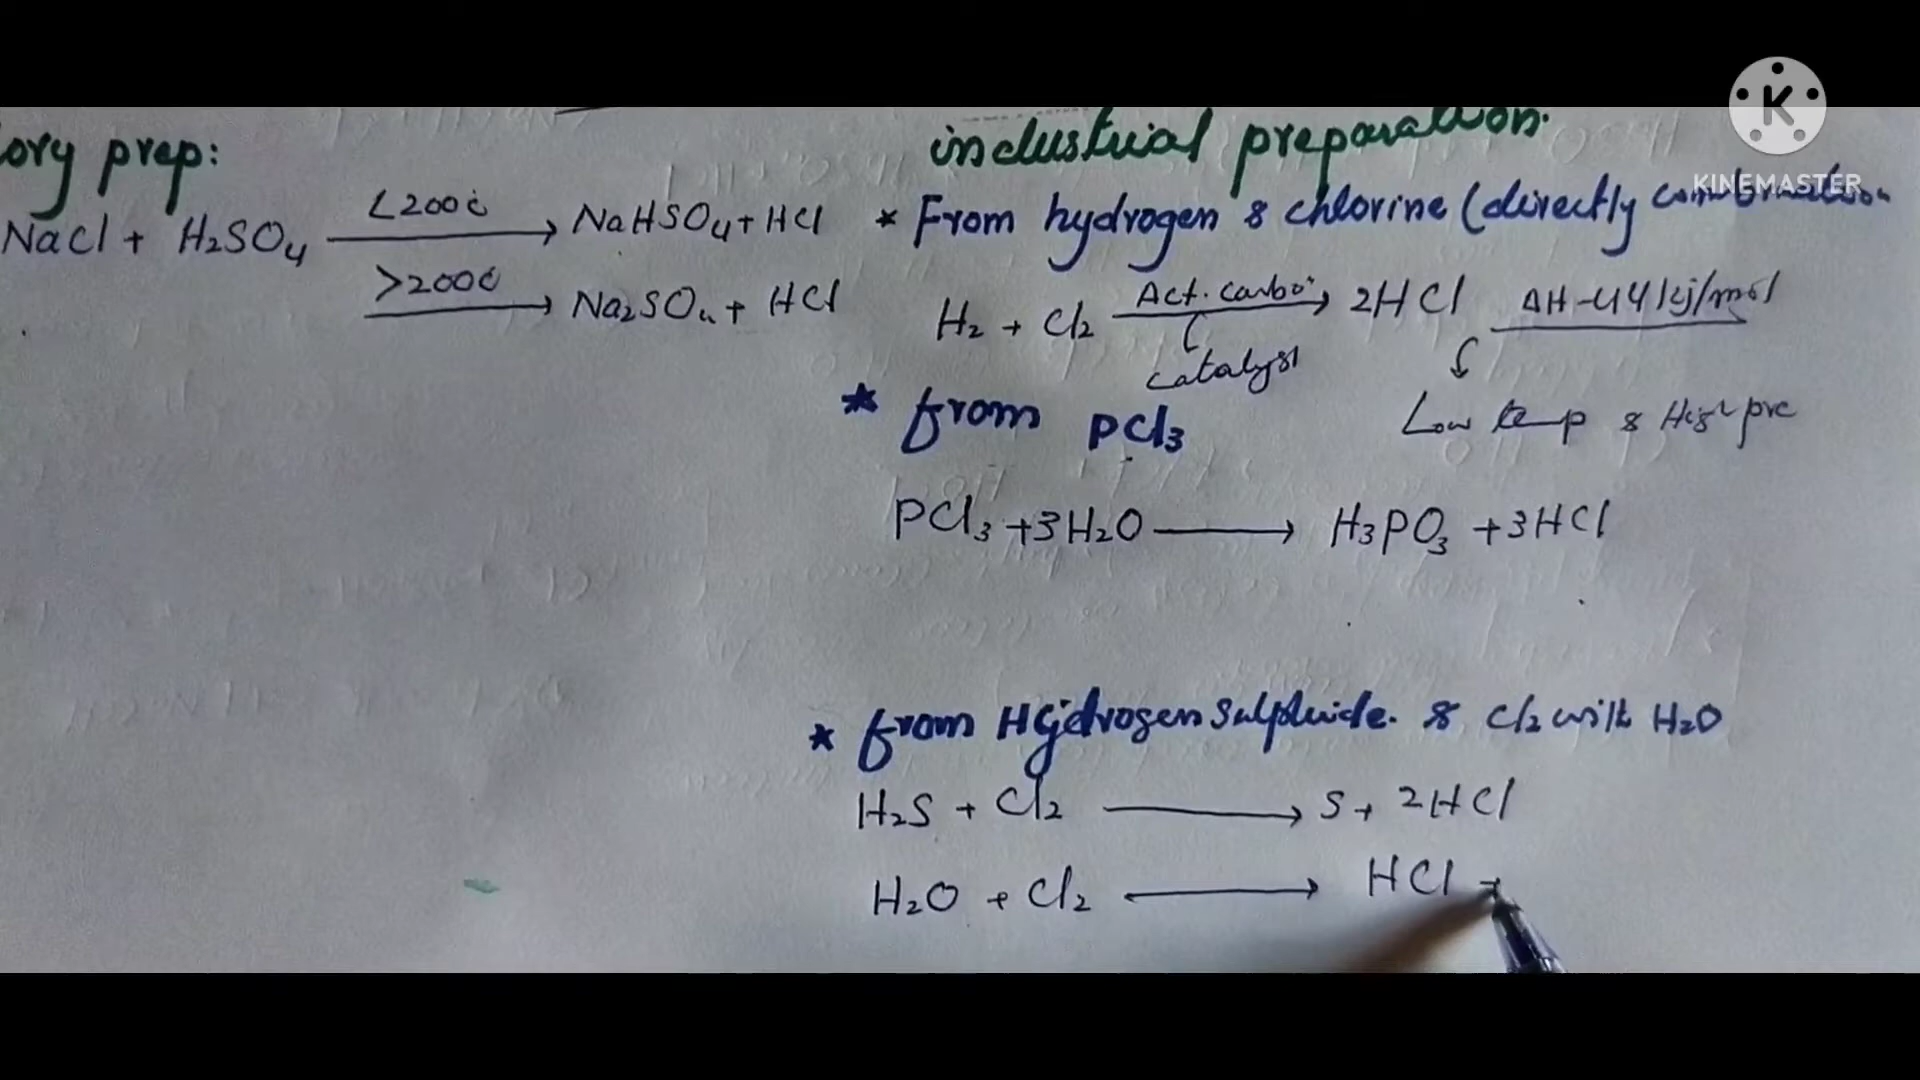 ory prep:
NaCl + H₂SO₄ <200c → NaHSO₄ + HCl
>200c → Na₂SO₄ + HCl
industrial preparation.
K
KINEMASTER
* From hydrogen & chlorine (directly combination
H₂ + Cl₂ Act. carbo → 2HCl ΔH-44 kj/mol
catalyst
Low temp & High pre
* from PCl₃
PCl₃ + 3H₂O → H₃PO₃ + 3HCl
* from Hydrogen Sulphide. & Cl₂ with H₂O
H₂S + Cl₂ → S + 2HCl
H₂O + Cl₂ → HCl +